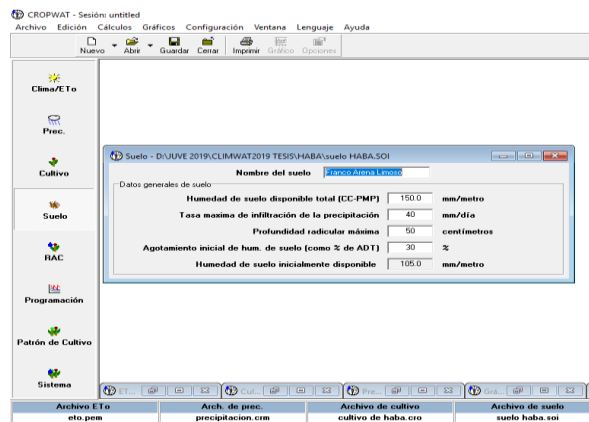 CROPWAT - Sesión: untitled
Archivo Edición Cálculos Gráficos Configuración Ventana Lenguaje Ayuda
Nuevo Abrir Guardar Cerrar Imprimir Gráfico Opciones
Clima/ETo
Prec.
Cultivo
Suelo
RAC
Programación
Patrón de Cultivo
Sistema
Suelo - D:\JUVE 2019\CLIMWAT2019 TESIS\HABA\suelo HABA.SOI
Nombre del suelo Franco Arena Limoso
Datos generales de suelo
Humedad de suelo disponible total (CC-PMP) 150.0 mm/metro
Tasa maxima de infiltración de la precipitación 40 mm/día
Profundidad radicular máxima 50 centímetros
Agotamiento inicial de hum. de suelo (como % de ADT) 30 %
Humedad de suelo inicialmente disponible 105.0 mm/metro
ET... Cul... Pre... Grá...
Archivo ETo Arch. de prec. Archivo de cultivo Archivo de suelo
eto.pem precipitacion.crm cultivo de haba.cro suelo haba.soi